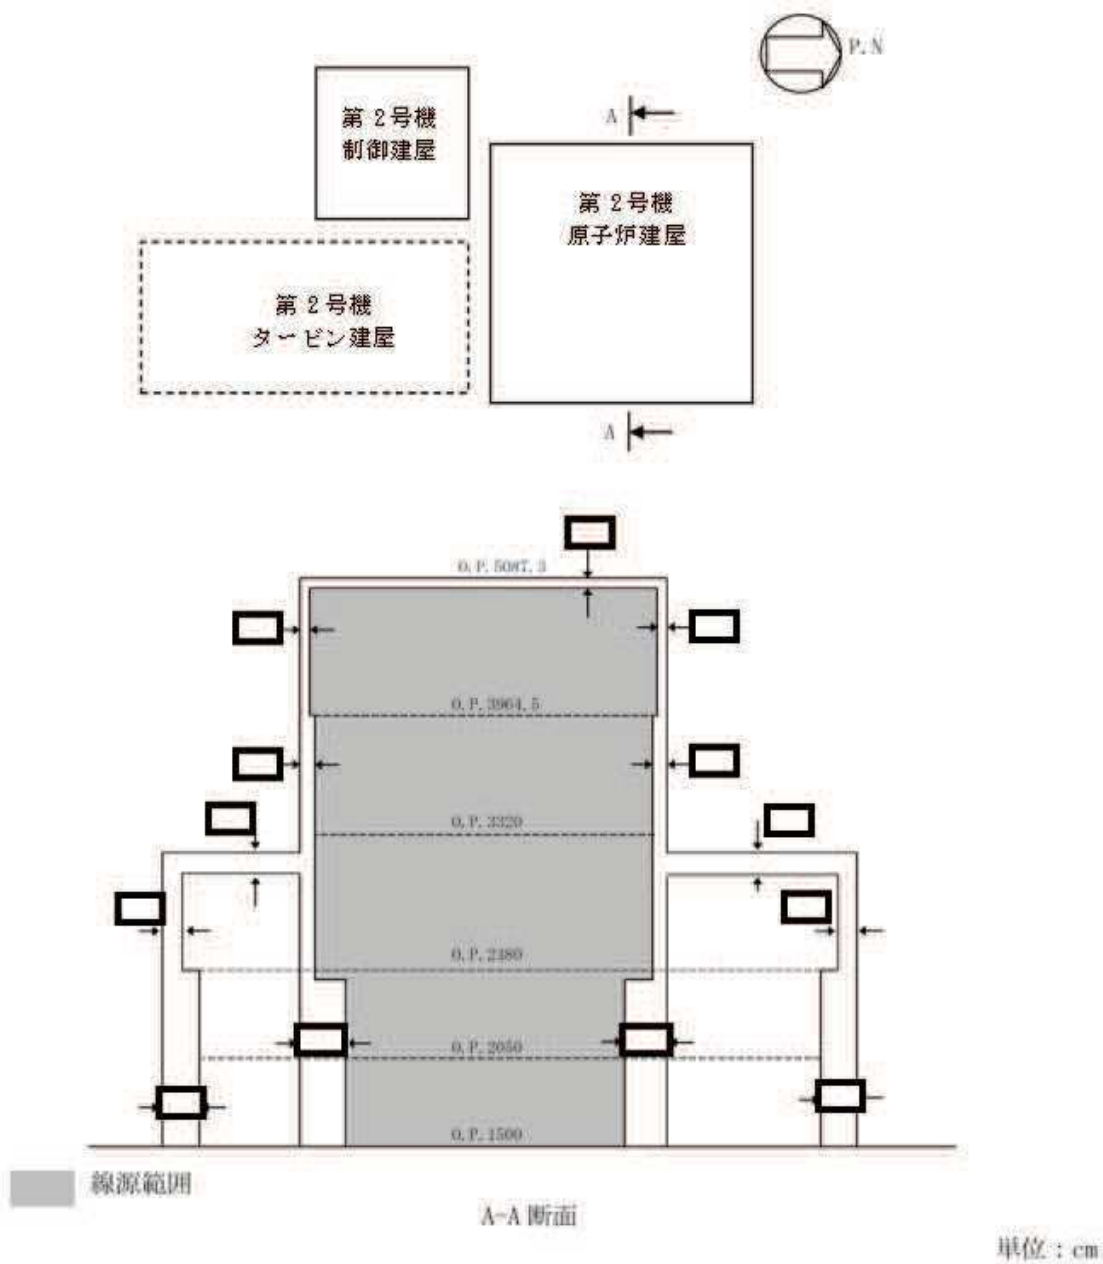 P.N
第2号機
制御建屋
A
第2号機
原子炉建屋
第2号機
タービン建屋
A
O.P.5087.3
O.P.3964.5
O.P.3320
O.P.2480
O.P.2050
O.P.1500
線源範囲
A-A 断面
単位：cm